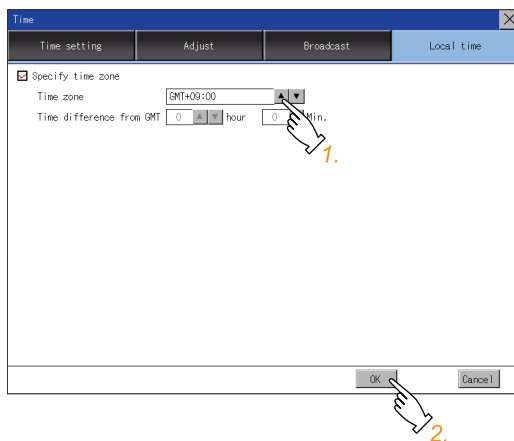 Time
Time setting Adjust Broadcast Local time
Specify time zone
Time zone GMT+09:00
Time difference from GMT 0 hour 0 Min.
1.
OK Cancel
2.